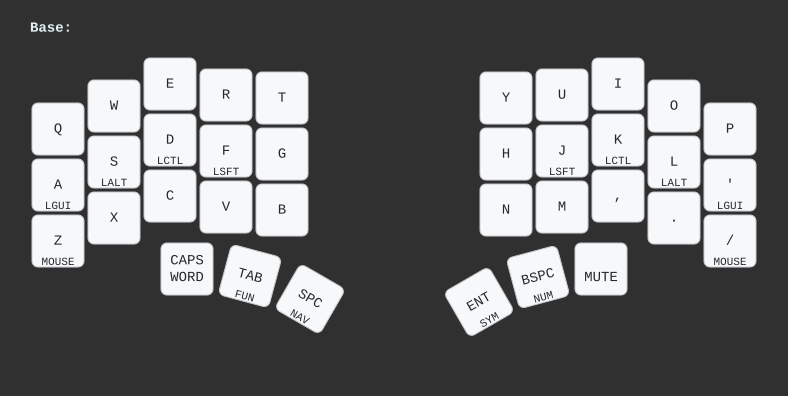 Base:
Q W E R T Y U I O P
A LGUI S LALT D LCTL F LSFT G H J LSFT K LCTL L LALT ' LGUI
Z MOUSE X C V B N M , . / MOUSE
CAPS WORD TAB FUN SPC NAV ENT SYM BSPC NUM MUTE